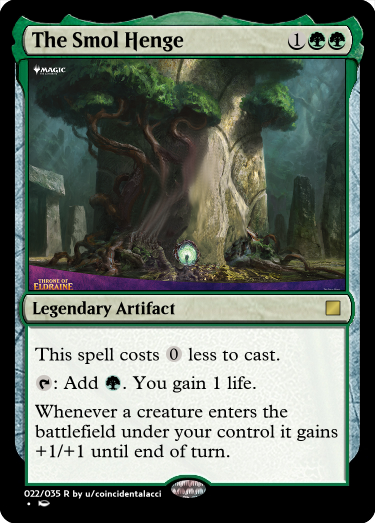 The Smol Henge 1
MAGIC
THRONE OF
ELDRAINE
Legendary Artifact
This spell costs 0 less to cast.
: Add . You gain 1 life.
Whenever a creature enters the
battlefield under your control it gains
+1/+1 until end of turn.
022/035 R by u/coincidentalacci